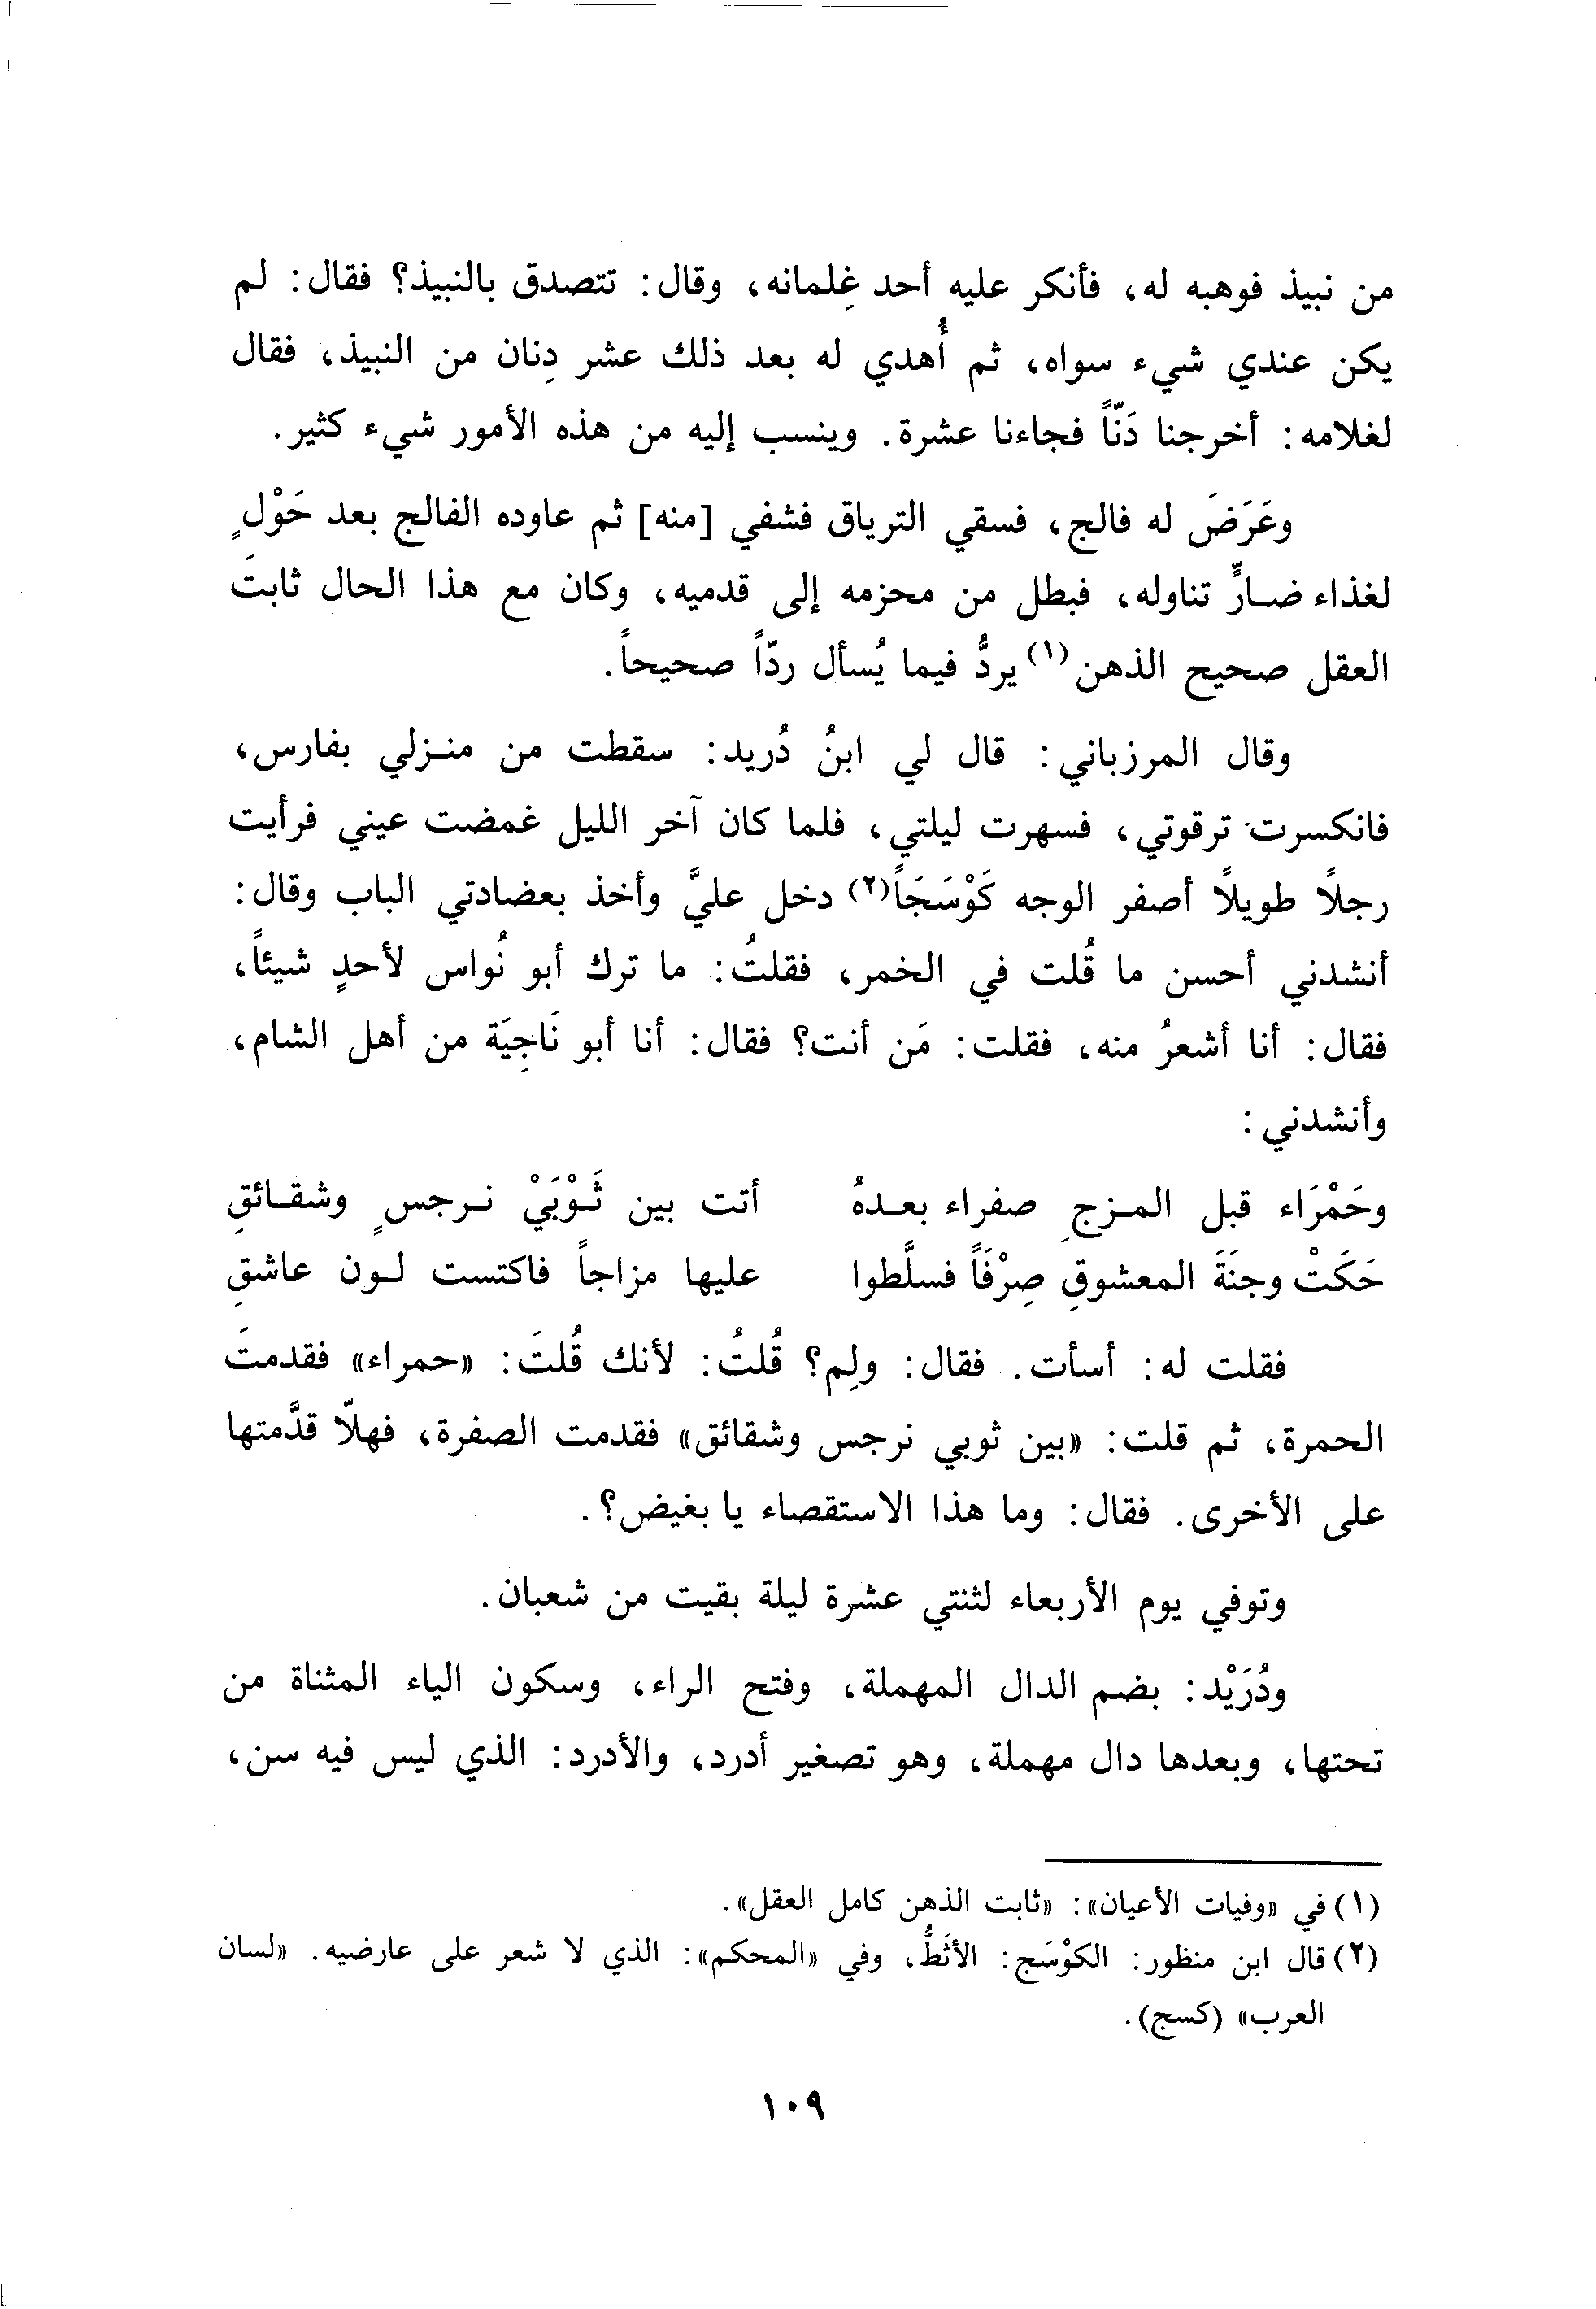 من نبيذ فوهبه له، فأنكر عليه أحد غِلمانه، وقال: تتصدق بالنبيذ؟ فقال: لم
يكن عندي شيء سواه، ثم أُهدي له بعد ذلك عشر دِنان من النبيذ، فقال
لغلامه: أخرجنا دَنّاً فجاءنا عشرة. وينسب إليه من هذه الأمور شيء كثير.
وعَرَضَ له فالج، فسقي الترياق فشفي [منه] ثم عاوده الفالج بعد حَوْلٍ
لغذاء ضارٍّ تناوله، فبطل من محزمه إلى قدميه، وكان مع هذا الحال ثابتَ
العقل صحيح الذهن(١) يردُّ فيما يُسأل ردّاً صحيحاً.
وقال المرزباني: قال لي ابنُ دُريد: سقطت من منزلي بفارس،
فانكسرت ترقوتي، فسهرت ليلتي، فلما كان آخر الليل غمضت عيني فرأيت
رجلًا طويلًا أصفر الوجه كَوْسَجَاً(٢) دخل عليَّ وأخذ بعضادتي الباب وقال:
أنشدني أحسن ما قُلت في الخمر، فقلتُ: ما ترك أبو نُواس لأحدٍ شيئاً،
فقال: أنا أشعرُ منه، فقلت: مَن أنت؟ فقال: أنا أبو نَاجِيَة من أهل الشام،
وأنشدني:
وحَمْرَاء قبل المزجِ صفراء بعدهُ أتت بين ثَوْبَيْ نرجسٍ وشقائقِ
حَكَتْ وجنَةَ المعشوقِ صِرْفَاً فسلَّطوا عليها مزاجاً فاكتست لون عاشقِ
فقلت له: أسأت. فقال: ولِم؟ قُلتُ: لأنك قُلتَ: «حمراء» فقدمتَ
الحمرة، ثم قلت: «بين ثوبي نرجس وشقائق» فقدمت الصفرة، فهلّا قدَّمتها
على الأخرى. فقال: وما هذا الاستقصاء يا بغيض؟.
وتوفي يوم الأربعاء لثنتي عشرة ليلة بقيت من شعبان.
ودُرَيْد: بضم الدال المهملة، وفتح الراء، وسكون الياء المثناة من
تحتها، وبعدها دال مهملة، وهو تصغير أدرد، والأدرد: الذي ليس فيه سن،
(١) في «وفيات الأعيان»: «ثابت الذهن كامل العقل».
(٢) قال ابن منظور: الكوْسَج: الأثَطُّ، وفي «المحكم»: الذي لا شعر على عارضيه. «لسان
العرب» (كسج).
١٠٩